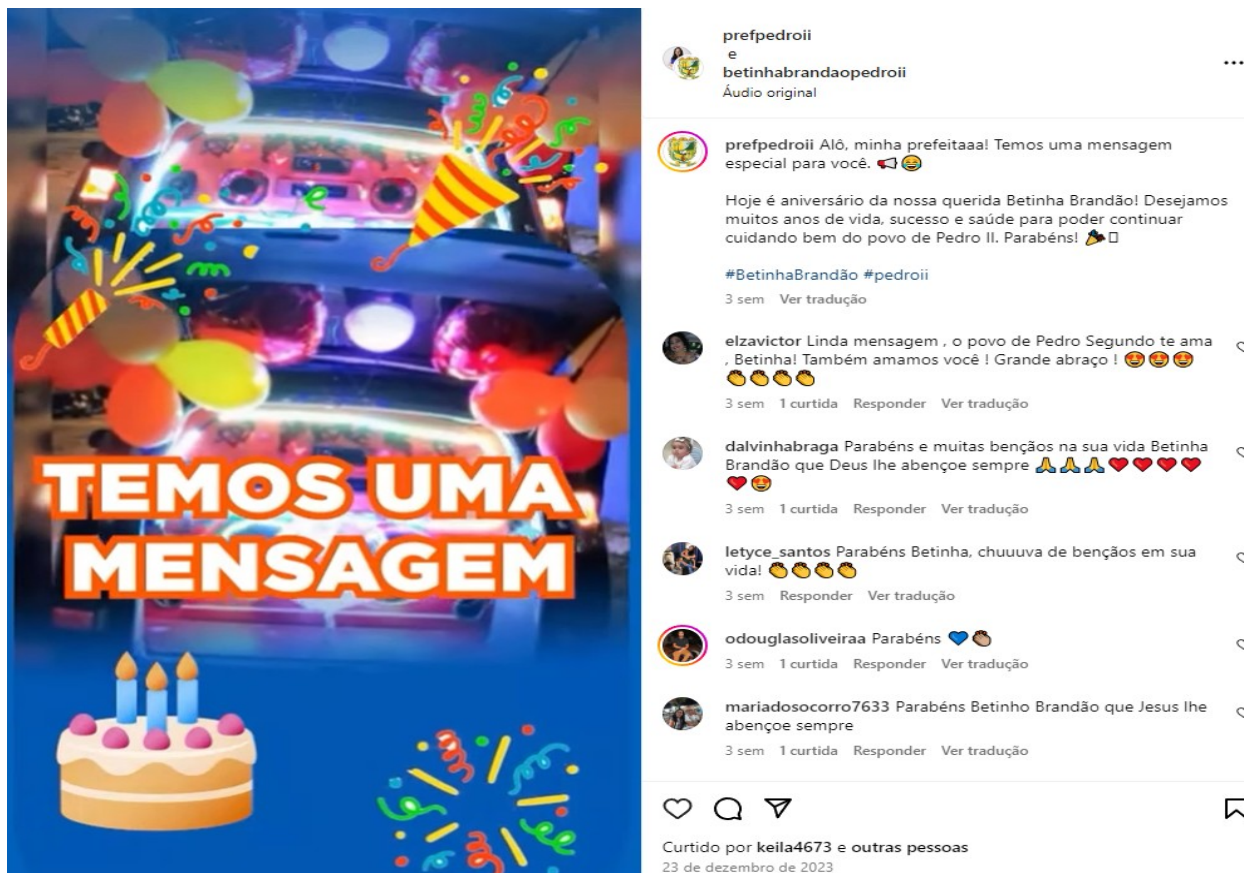 TEMOS UMA
MENSAGEM
prefpedroii
e
betinhabrandaopedroii
Áudio original
prefpedroii Alô, minha prefeitaaa! Temos uma mensagem
especial para você. 📢😂
Hoje é aniversário da nossa querida Betinha Brandão! Desejamos
muitos anos de vida, sucesso e saúde para poder continuar
cuidando bem do povo de Pedro II. Parabéns! 🎉
#BetinhaBrandão #pedroii
3 sem Ver tradução
elzavictor Linda mensagem , o povo de Pedro Segundo te ama
, Betinha! Também amamos você ! Grande abraço ! 😍😍😍
👏👏👏👏
3 sem 1 curtida Responder Ver tradução
dalvinhabraga Parabéns e muitas bençãos na sua vida Betinha
Brandão que Deus lhe abençoe sempre 🙏🙏🙏❤️❤️❤️❤️
❤️😍
3 sem 1 curtida Responder Ver tradução
letyce_santos Parabéns Betinha, chuuuva de bençãos em sua
vida! 👏👏👏👏
3 sem Responder Ver tradução
odouglasoliveiraa Parabéns 💙👏🏽
3 sem 1 curtida Responder Ver tradução
mariadosocorro7633 Parabéns Betinho Brandão que Jesus lhe
abençoe sempre
3 sem 1 curtida Responder Ver tradução
Curtido por keila4673 e outras pessoas
23 de dezembro de 2023